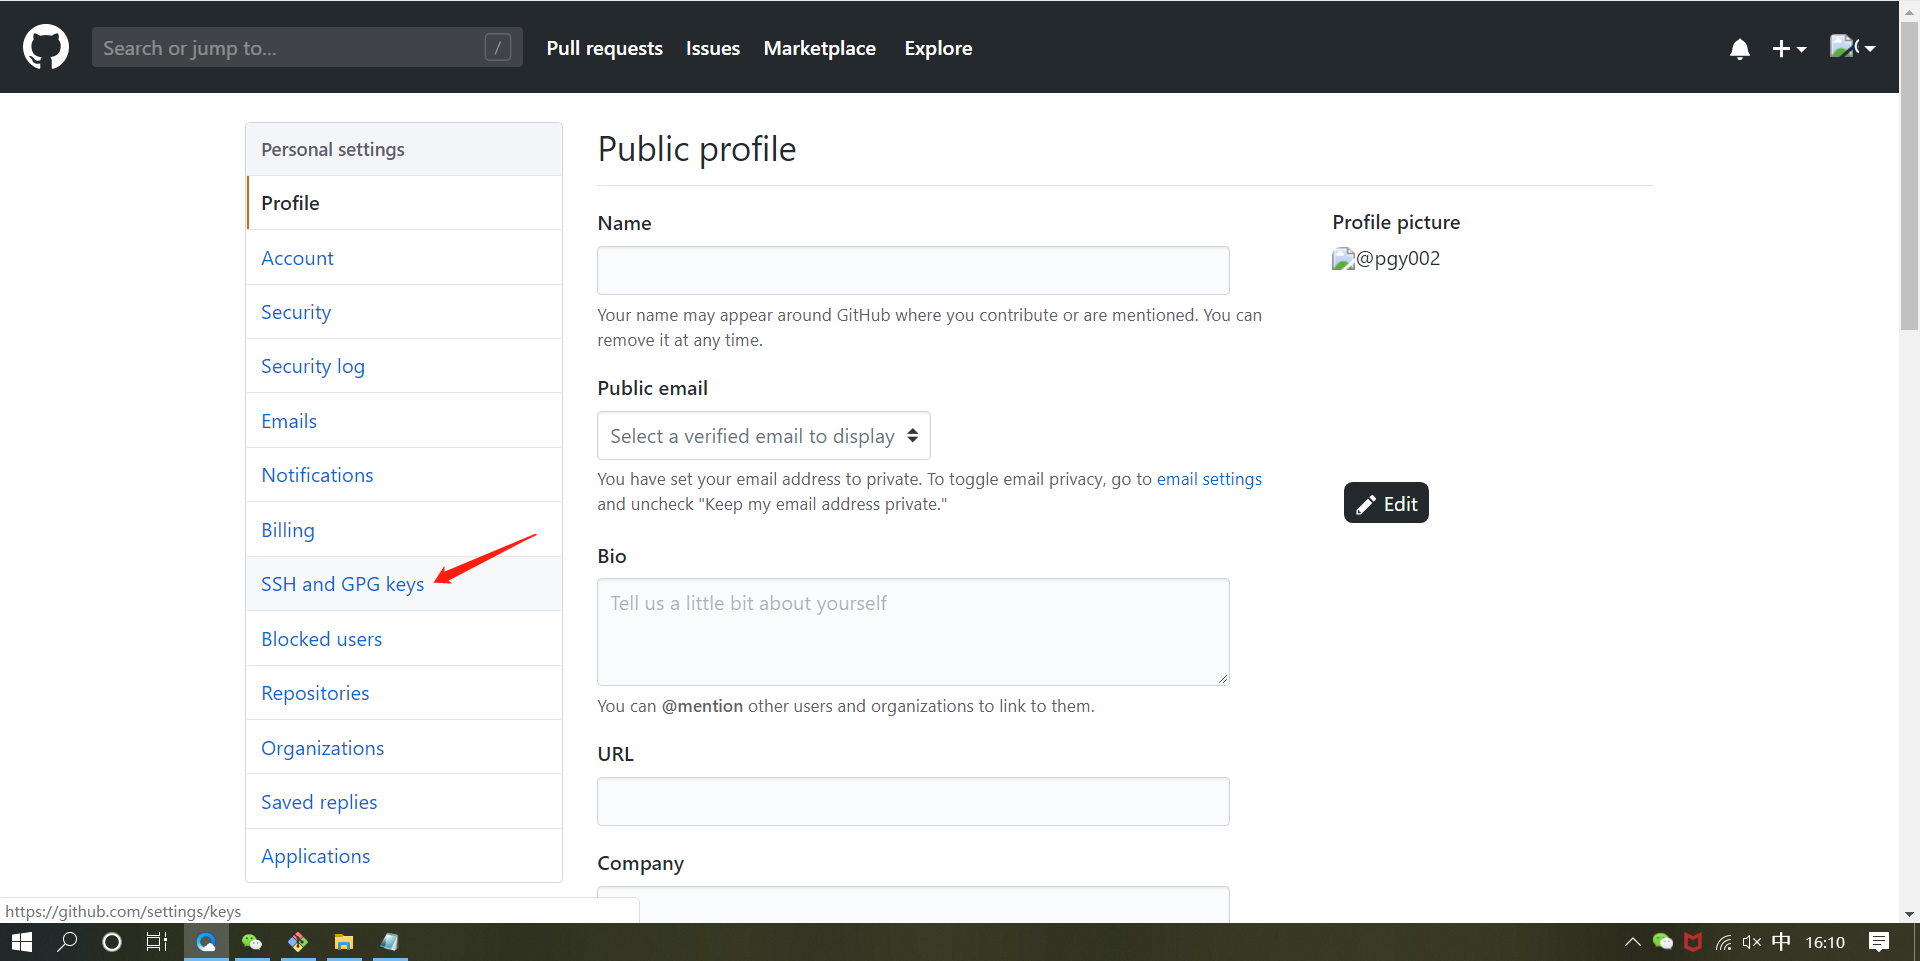 Search or jump to...
/
Pull requests
Issues
Marketplace
Explore
Personal settings
Profile
Account
Security
Security log
Emails
Notifications
Billing
SSH and GPG keys
Blocked users
Repositories
Organizations
Saved replies
Applications
Public profile
Name
Your name may appear around GitHub where you contribute or are mentioned. You can
remove it at any time.
Public email
Select a verified email to display
You have set your email address to private. To toggle email privacy, go to email settings
and uncheck "Keep my email address private."
Bio
Tell us a little bit about yourself
You can @mention other users and organizations to link to them.
URL
Company
Profile picture
@pgy002
Edit
https://github.com/settings/keys
中
16:10